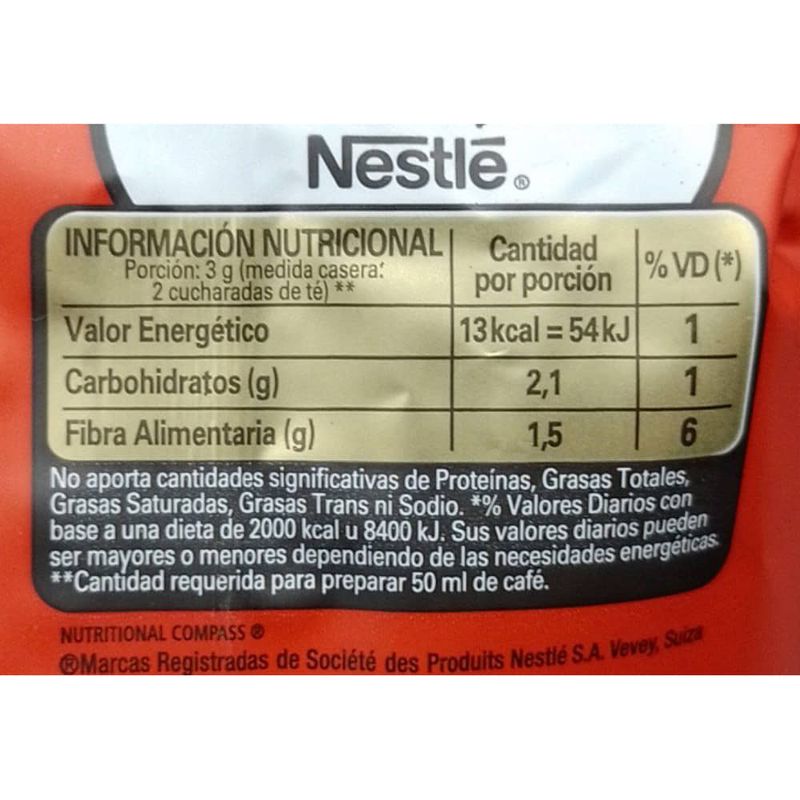 Nestlé®
INFORMACIÓN NUTRICIONAL
Porción: 3 g (medida casera:
2 cucharadas de té) **
Cantidad
por porción
% VD (*)
Valor Energético 13 kcal = 54 kJ 1
Carbohidratos (g) 2,1 1
Fibra Alimentaria (g) 1,5 6
No aporta cantidades significativas de Proteínas, Grasas Totales,
Grasas Saturadas, Grasas Trans ni Sodio. *% Valores Diarios con
base a una dieta de 2000 kcal u 8400 kJ. Sus valores diarios pueden
ser mayores o menores dependiendo de las necesidades energéticas.
**Cantidad requerida para preparar 50 ml de café.
NUTRITIONAL COMPASS ®
®Marcas Registradas de Société des Produits Nestlé S.A. Vevey, Suiza